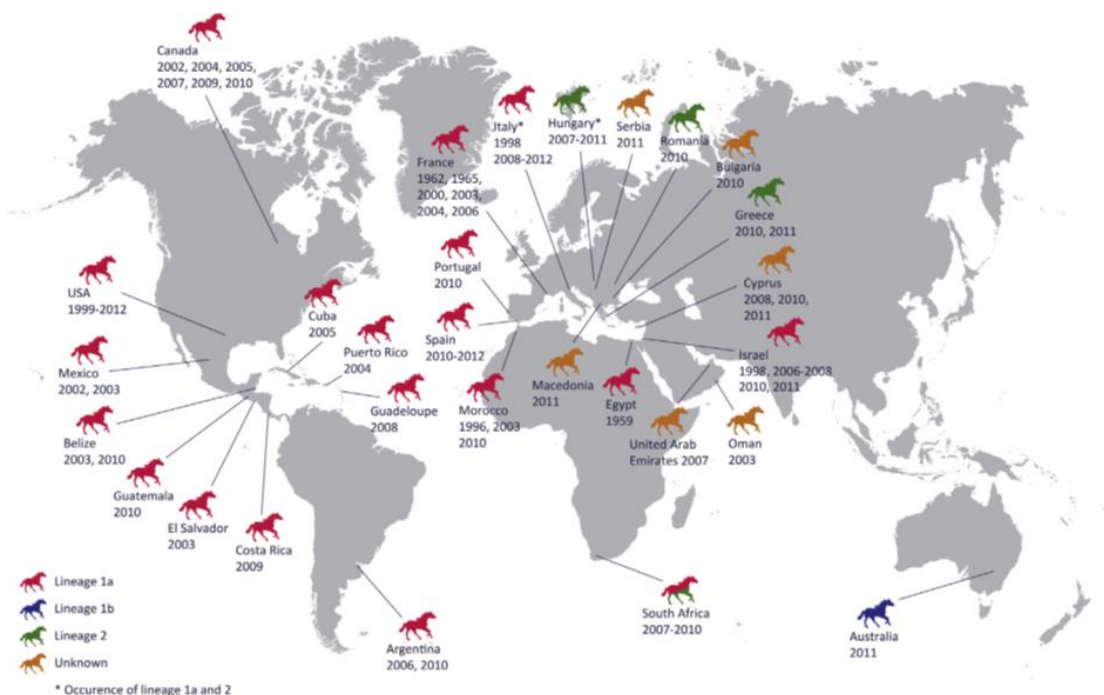 Canada
2002, 2004, 2005,
2007, 2009, 2010
Italy*
1998
2008-2012
Hungary*
2007-2011
Serbia
2011
Romania
2010
Bulgaria
2010
France
1962, 1965,
2000, 2003,
2004, 2006
Greece
2010, 2011
Portugal
2010
Cyprus
2008, 2010,
2011
USA
1999-2012
Cuba
2005
Puerto Rico
2004
Spain
2010-2012
Israel
1998, 2006-2008
2010, 2011
Mexico
2002, 2003
Guadeloupe
2008
Morocco
1996, 2003
2010
Macedonia
2011
Egypt
1959
Belize
2003, 2010
United Arab
Emirates 2007
Oman
2003
Guatemala
2010
El Salvador
2003
Costa Rica
2009
Lineage 1a
Lineage 1b
Lineage 2
Unknown
* Occurence of lineage 1a and 2
Argentina
2006, 2010
South Africa
2007-2010
Australia
2011